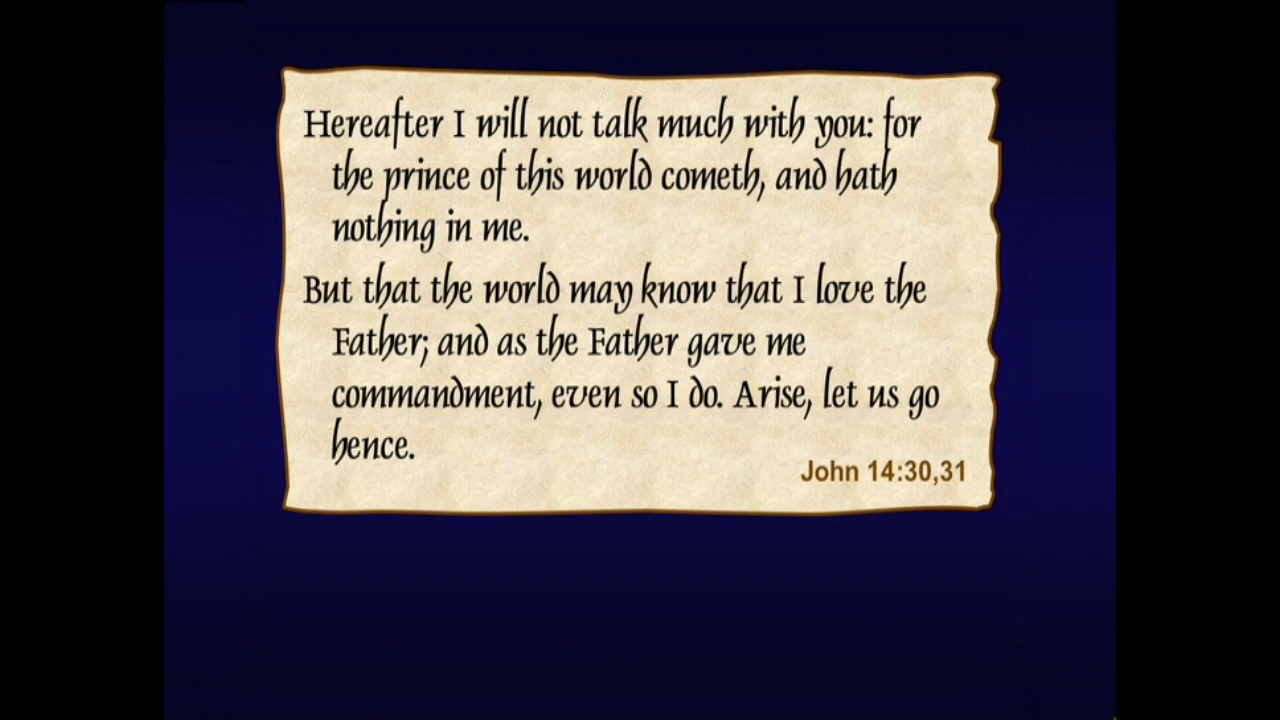 Hereafter I will not talk much with you: for
the prince of this world cometh, and hath
nothing in me.
But that the world may know that I love the
Father; and as the Father gave me
commandment, even so I do. Arise, let us go
hence.
John 14:30,31